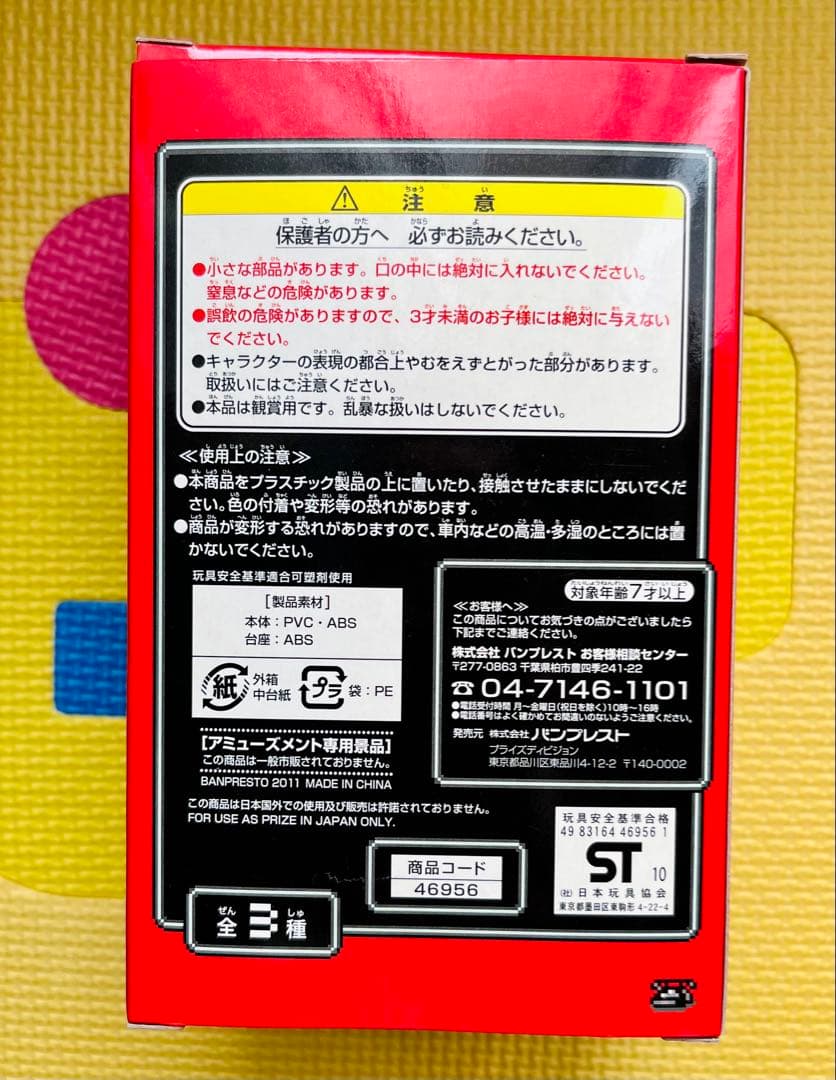 ⚠ 注意
保護者の方へ 必ずお読みください。
●小さな部品があります。口の中には絶対に入れないでください。
窒息などの危険があります。
●誤飲の危険がありますので、3才未満のお子様には絶対に与えない
でください。
●キャラクターの表現の都合上やむをえずとがった部分があります。
取扱いにはご注意ください。
●本品は観賞用です。乱暴な扱いはしないでください。
≪使用上の注意≫
●本商品をプラスチック製品の上に置いたり、接触させたままにしないでくだ
さい。色の付着や変形等の恐れがあります。
●商品が変形する恐れがありますので、車内などの高温・多湿のところには置
かないでください。
玩具安全基準適合可塑剤使用
[製品素材]
本体:PVC・ABS
台座:ABS
紙 外箱
中台紙
プラ 袋:PE
[アミューズメント専用景品]
この商品は一般市販されておりません。
BANPRESTO 2011 MADE IN CHINA
この商品は日本国外での使用及び販売は許諾されておりません。
FOR USE AS PRIZE IN JAPAN ONLY.
対象年齢7才以上
≪お客様へ≫
この商品についてお気づきの点がございましたら
下記までご連絡ください。
株式会社 バンプレスト お客様相談センター
〒277-0863 千葉県柏市豊四季241-22
☎ 04-7146-1101
●電話受付時間 月〜金曜日(祝日を除く)10時〜16時
●電話番号はよく確かめてお間違いのないようご注意ください。
発売元 株式会社 バンプレスト
プライズディビジョン
東京都品川区東品川4-12-2 〒140-0002
玩具安全基準合格
49 83164 46956 1
ST 10
(社)日本玩具協会
東京都墨田区東駒形4-22-4
商品コード
46956
全3種